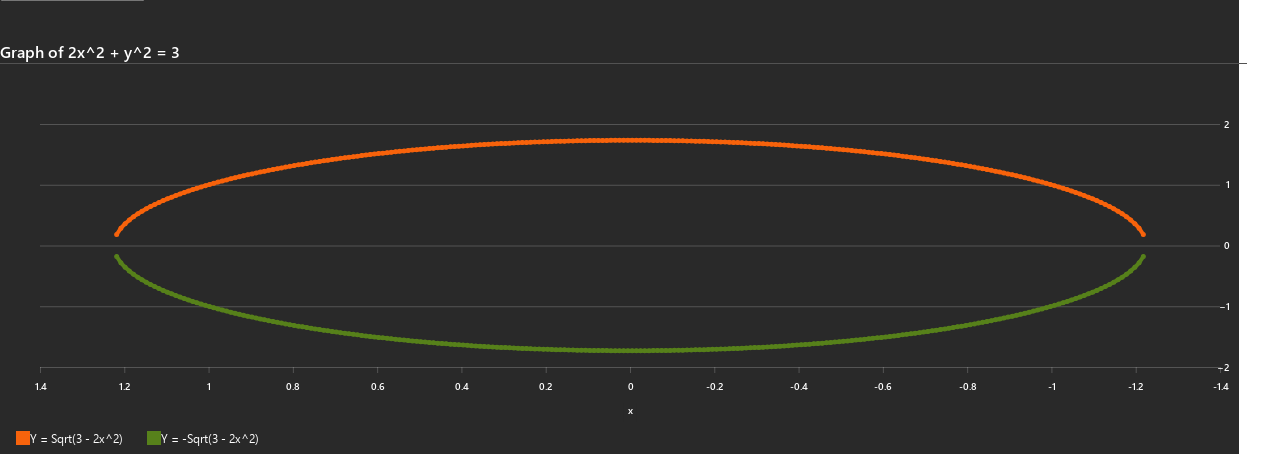 Graph of 2x^2 + y^2 = 3
2
1
0
-1
-2
1.4 1.2 1 0.8 0.6 0.4 0.2 0 -0.2 -0.4 -0.6 -0.8 -1 -1.2 -1.4
x
Y = Sqrt(3 - 2x^2) Y = -Sqrt(3 - 2x^2)